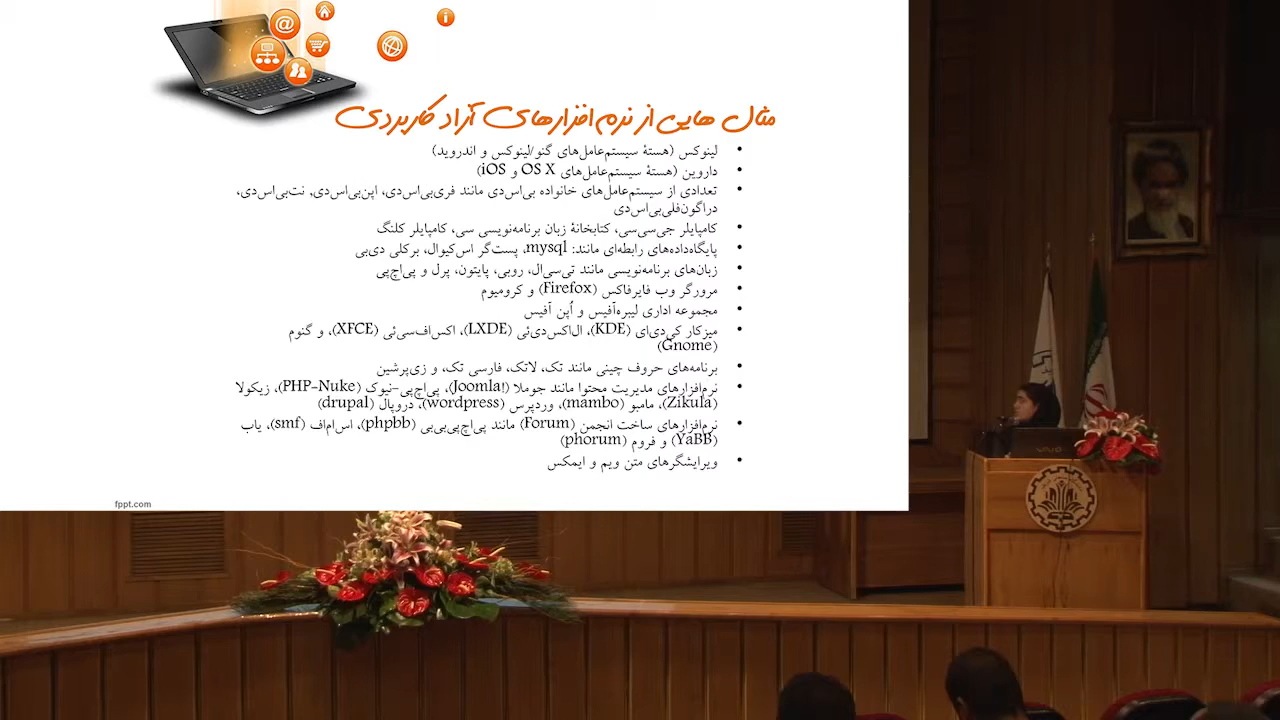 مثال هایی از نرم افزارهای آزاد کاربردی
لینوکس (هستهٔ سیستم‌عامل‌های گنو/لینوکس و اندروید)
داروین (هستهٔ سیستم‌عامل‌های OS X و iOS)
تعدادی از سیستم‌عامل‌های خانواده بی‌اس‌دی مانند فری‌بی‌اس‌دی، اپن‌بی‌اس‌دی, نت‌بی‌اس‌دی،
دراگون‌فلی‌بی‌اس‌دی
کامپایلر جی‌سی‌سی، کتابخانهٔ زبان برنامه‌نویسی سی، کامپایلر کلنگ
پایگاه‌داده‌های رابطه‌ای مانند: mysql، پست‌گر اس‌کیوال، برکلی دی‌بی
زبان‌های برنامه‌نویسی مانند تی‌سی‌ال، روبی، پایتون، پرل و پی‌اچ‌پی
مرورگر وب فایرفاکس (Firefox) و کرومیوم
مجموعه اداری لیبره‌آفیس و اُپن آفیس
میزکار کی‌دی‌ای (KDE)، ال‌اکس‌دی‌ئی (LXDE)، اکس‌اف‌سی‌ئی (XFCE)، و گنوم
(Gnome)
برنامه‌های حروف چینی مانند تک، لاتک، فارسی تک، و زی‌پرشین
نرم‌افزارهای مدیریت محتوا مانند جوملا (Joomla!)، پی‌اچ‌پی-نیوک (PHP-Nuke)، زیکولا
(Zikula)، مامبو (mambo)، وردپرس (wordpress)، دروپال (drupal)
نرم‌افزارهای ساخت انجمن (Forum) مانند پی‌اچ‌پی‌بی‌بی (phpbb)، اس‌ام‌اف (smf)، یاب
(YaBB) و فروم (phorum)
ویرایشگرهای متن ویم و ایمکس
fppt.com
VAIO